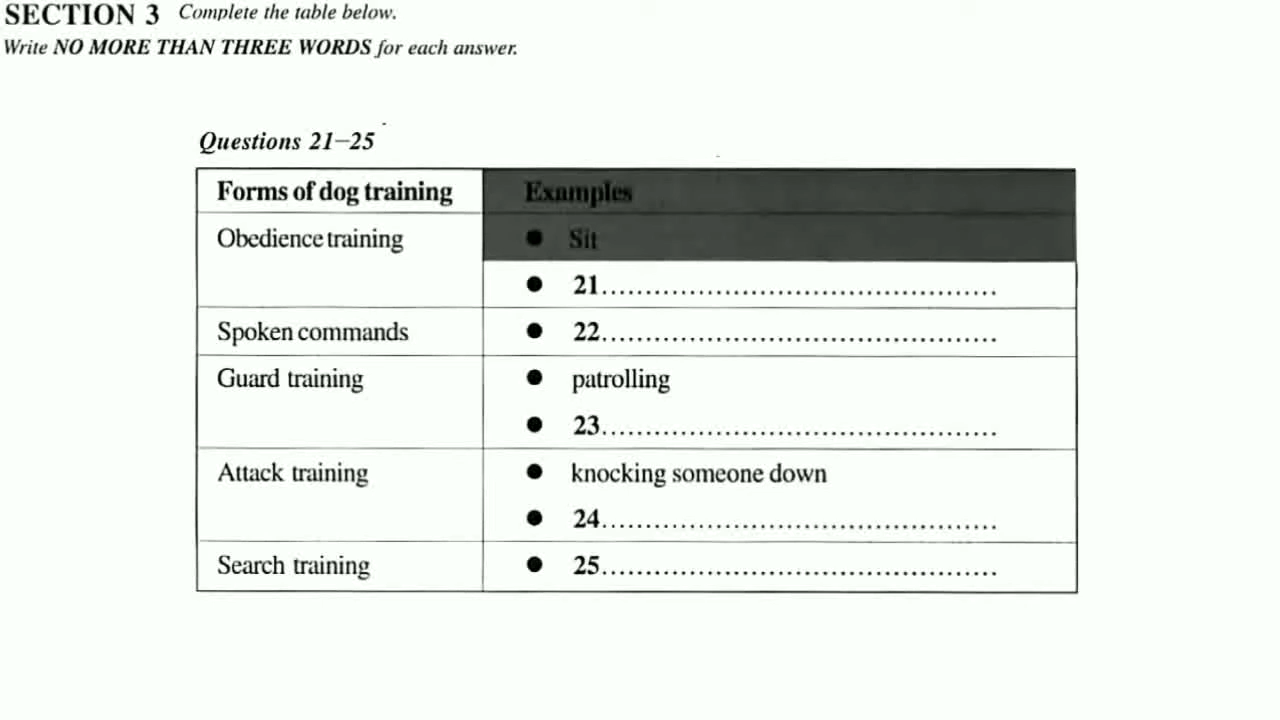 SECTION 3 Complete the table below.
Write NO MORE THAN THREE WORDS for each answer.
Questions 21–25
Forms of dog training Examples
Obedience training ● Sit
● 21..............................................
Spoken commands ● 22..............................................
Guard training ● patrolling
● 23..............................................
Attack training ● knocking someone down
● 24..............................................
Search training ● 25..............................................